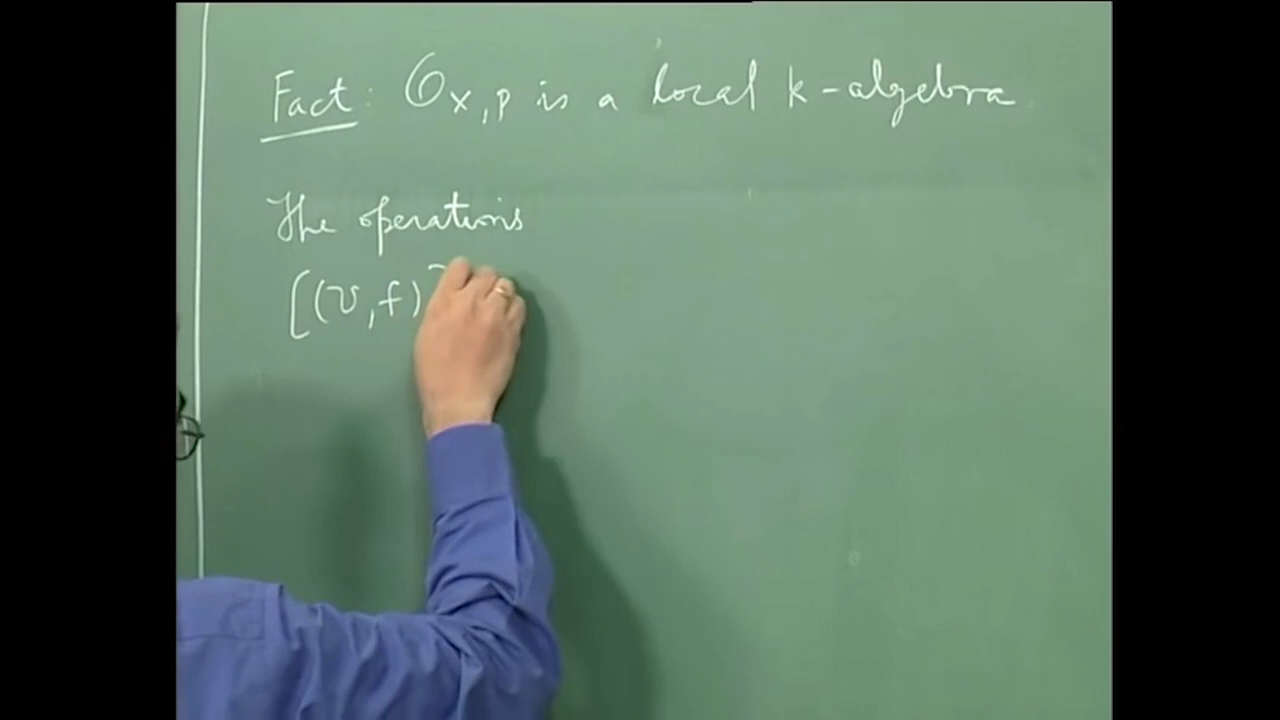 Fact: O_{X,p} is a local k-algebra.
The operations
[(V,f)]